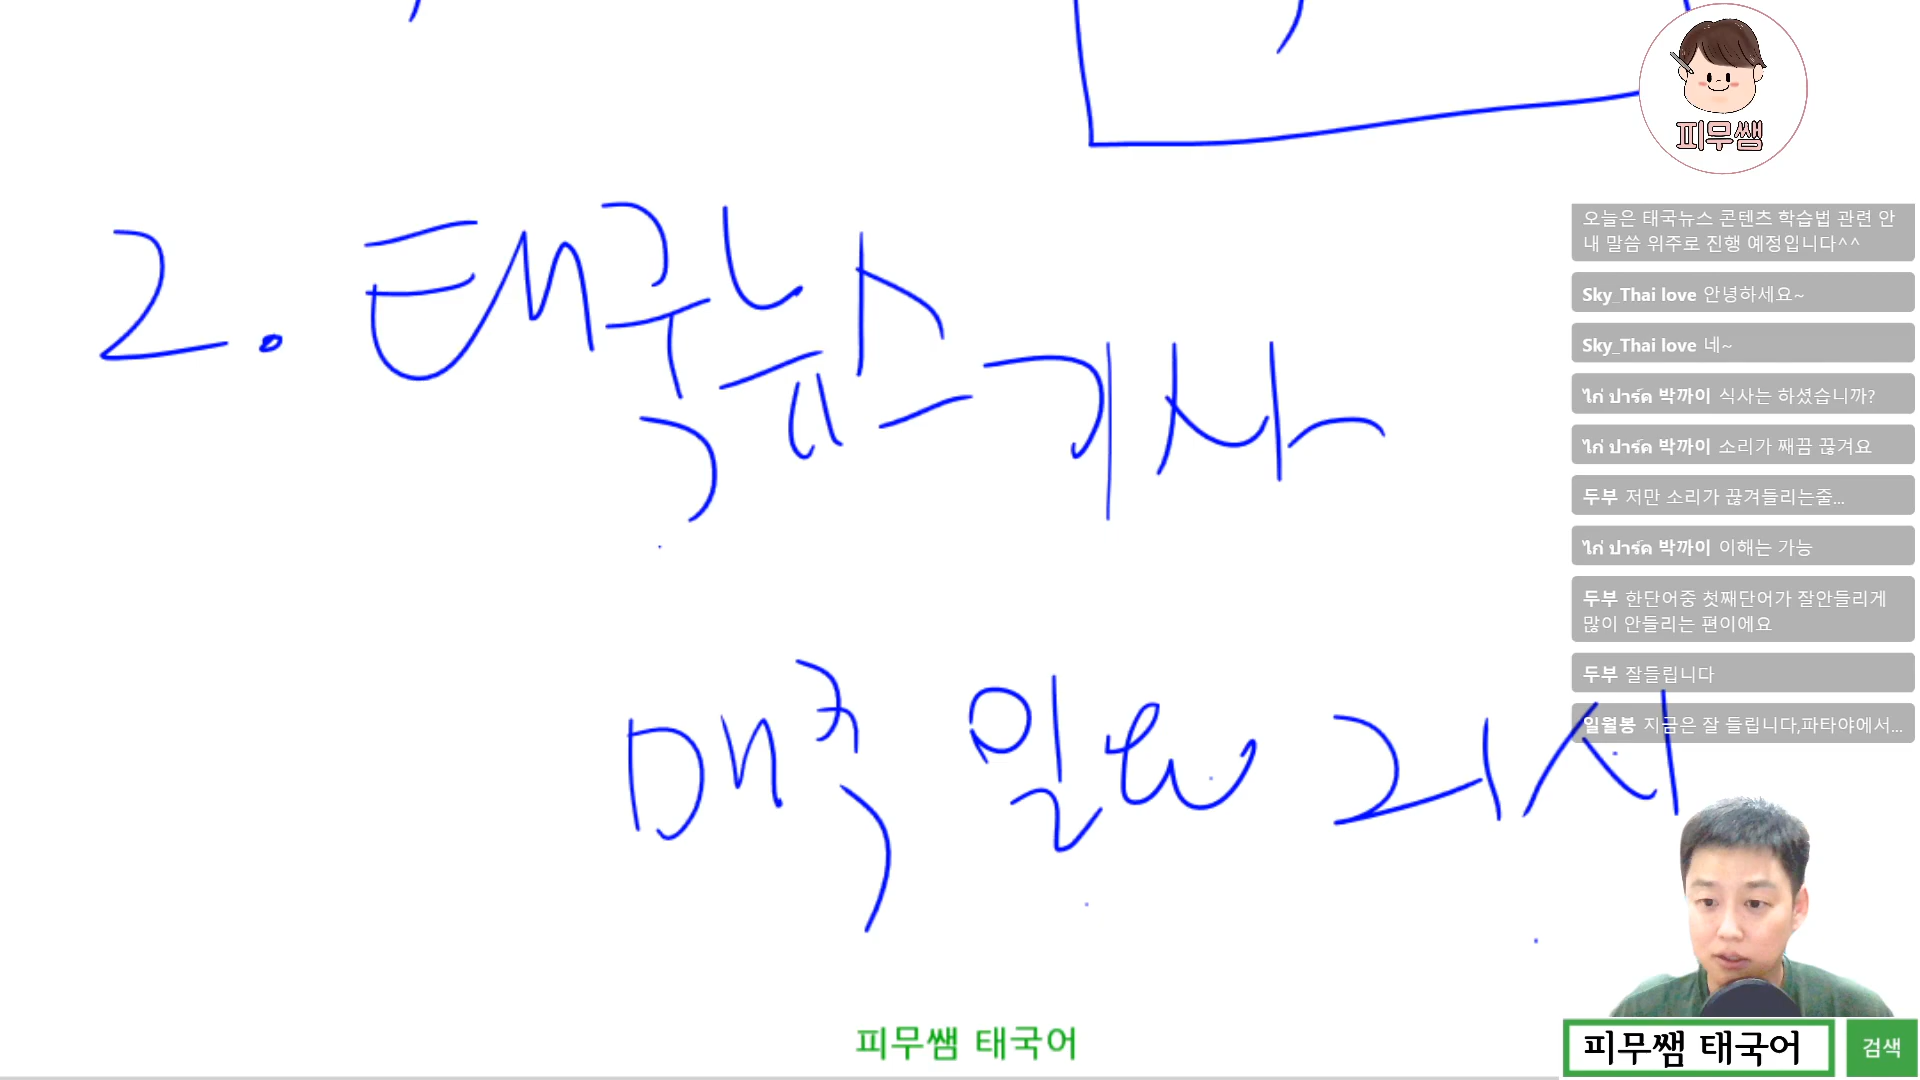 피무쌤
2. 태국뉴스기사
오늘은 태국뉴스 콘텐츠 학습법 관련 안
내 말씀 위주로 진행 예정입니다^^
Sky_Thai love 안녕하세요~
Sky_Thai love 네~
ไก่ ปาร์ค 박까이 식사는 하셨습니까?
ไก่ ปาร์ค 박까이 소리가 째끔 끊겨요
두부 저만 소리가 끊겨들리는줄...
ไก่ ปาร์ค 박까이 이해는 가능
두부 한단어중 첫째단어가 잘안들리게
많이 안들리는 편이에요
두부 잘들립니다
일월봉 지금은 잘 들립니다,파타야에서...
매주 일요
피무쌤 태국어
피무쌤 태국어 검색